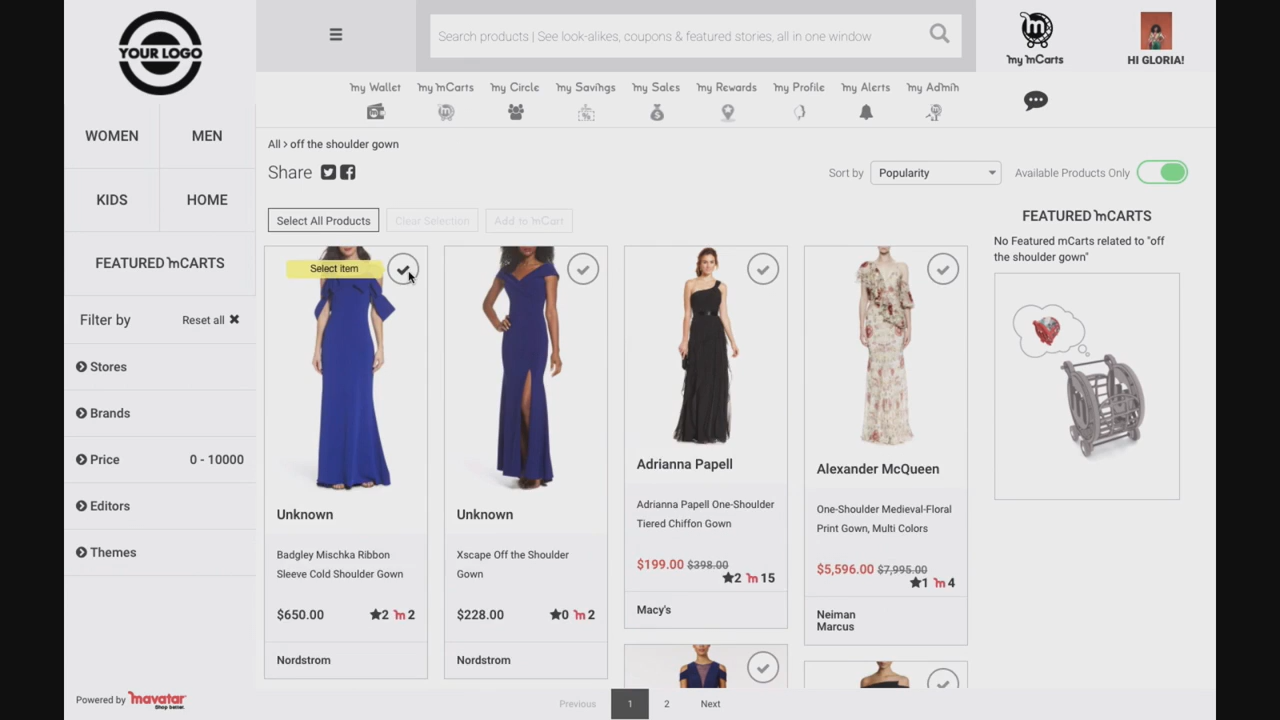 YOUR LOGO
Search products | See look-alikes, coupons & featured stories, all in one window
my mCarts
HI GLORIA!
my Wallet
my mCarts
my Circle
my Savings
my Sales
my Rewards
my Profile
my Alerts
my Admin
WOMEN
MEN
KIDS
HOME
FEATURED mCARTS
Filter by
Reset all
Stores
Brands
Price
0 - 10000
Editors
Themes
Powered by mavatar
Shop better.
All > off the shoulder gown
Share
Sort by
Popularity
Available Products Only
Select All Products
Clear Selection
Add to mCart
Select item
Unknown
Badgley Mischka Ribbon
Sleeve Cold Shoulder Gown
$650.00
2 m 2
Nordstrom
Unknown
Xscape Off the Shoulder
Gown
$228.00
0 m 2
Nordstrom
Adrianna Papell
Adrianna Papell One-Shoulder
Tiered Chiffon Gown
$199.00 $398.00
2 m 15
Macy's
Alexander McQueen
One-Shoulder Medieval-Floral
Print Gown, Multi Colors
$5,596.00 $7,995.00
1 m 4
Neiman
Marcus
FEATURED mCARTS
No Featured mCarts related to "off
the shoulder gown"
Previous
1
2
Next